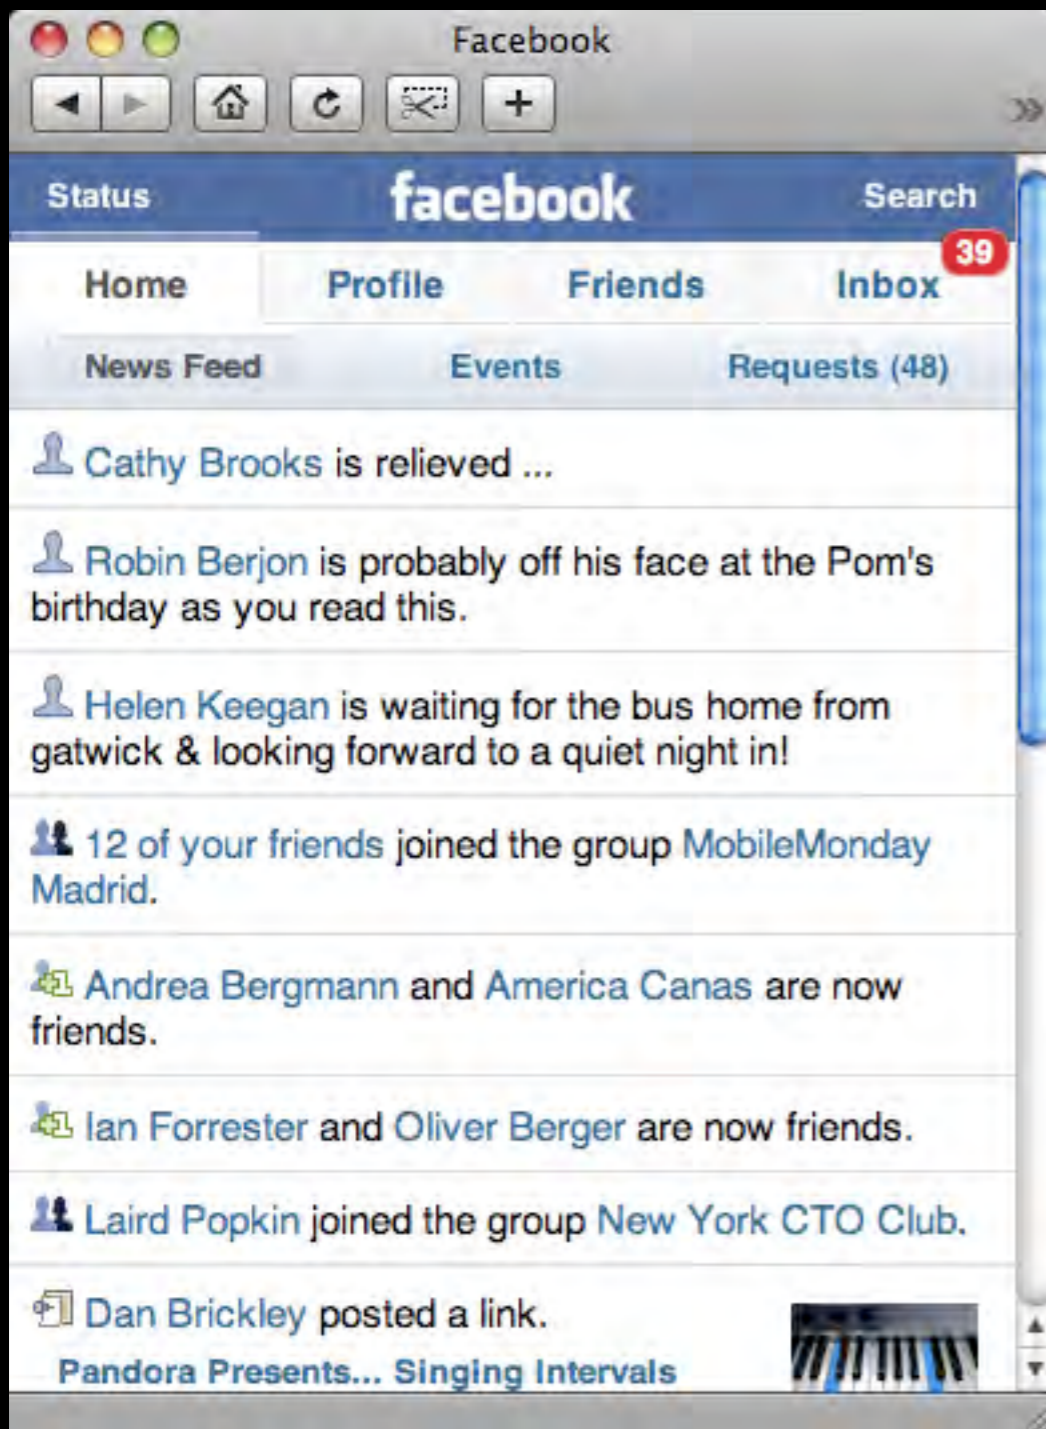 Facebook
Status facebook Search
39
Home Profile Friends Inbox
News Feed Events Requests (48)
Cathy Brooks is relieved ...
Robin Berjon is probably off his face at the Pom's
birthday as you read this.
Helen Keegan is waiting for the bus home from
gatwick & looking forward to a quiet night in!
12 of your friends joined the group MobileMonday
Madrid.
Andrea Bergmann and America Canas are now
friends.
Ian Forrester and Oliver Berger are now friends.
Laird Popkin joined the group New York CTO Club.
Dan Brickley posted a link.
Pandora Presents... Singing Intervals